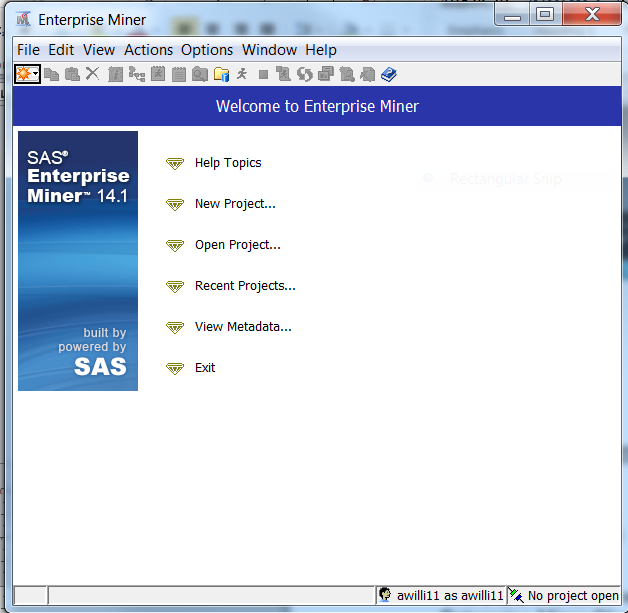 Enterprise Miner
File Edit View Actions Options Window Help
Welcome to Enterprise Miner
SAS®
Enterprise
Miner™ 14.1
built by
powered by
SAS
Help Topics
New Project...
Open Project...
Recent Projects...
View Metadata...
Exit
Rectangular Snip
awilli11 as awilli11 No project open